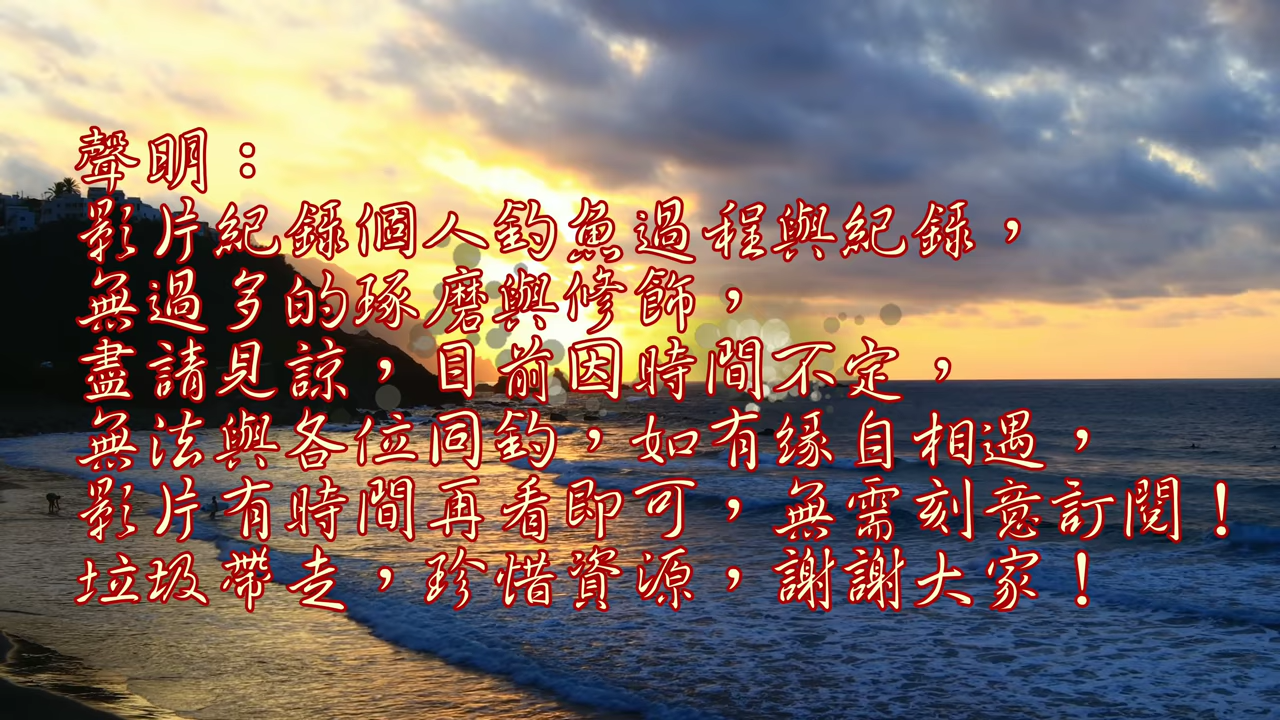 聲明：
影片紀錄個人釣魚過程與紀錄，
無過多的琢磨與修飾，
盡請見諒，目前因時間不定，
無法與各位同釣，如有緣自相遇，
影片有時間再看即可，無需刻意訂閱！
垃圾帶走，珍惜資源，謝謝大家！